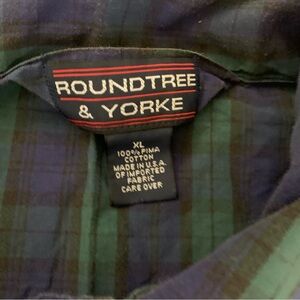 ROUNDTREE
& YORKE
XL
100% PIMA
COTTON
MADE IN U.S.A.
OF IMPORTED
FABRIC
CARE OVER